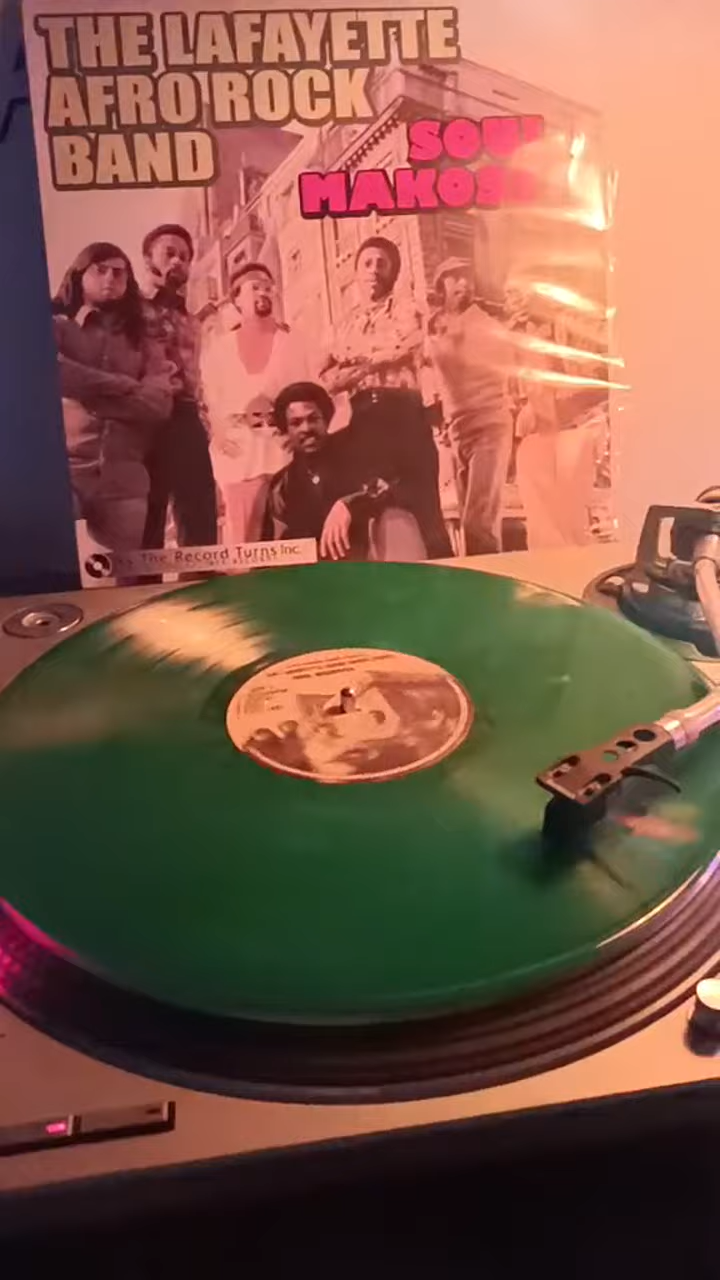 THE LAFAYETTE
AFRO ROCK
BAND
SOUL
MAKOSSA
The Record Turns Inc.